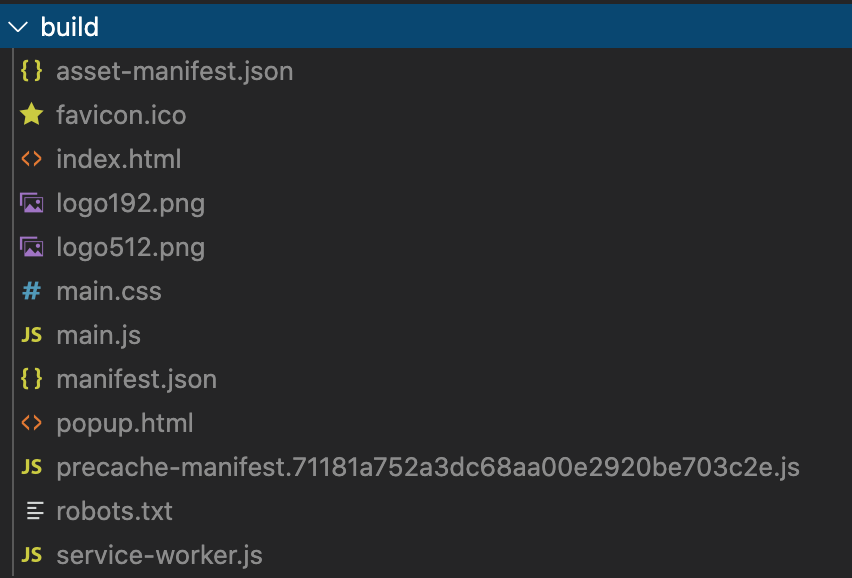 build
{} asset-manifest.json
favicon.ico
<> index.html
logo192.png
logo512.png
# main.css
JS main.js
{} manifest.json
<> popup.html
JS precache-manifest.71181a752a3dc68aa00e2920be703c2e.js
robots.txt
JS service-worker.js